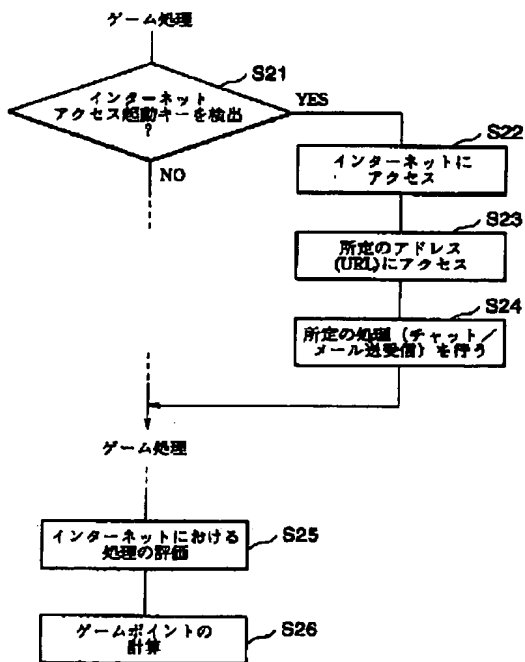 ゲーム処理
S21
インターネット
アクセス起動キーを検出
?
YES
NO
S22
インターネットに
アクセス
S23
所定のアドレス
(URL)にアクセス
S24
所定の処理（チャット／
メール送受信）を行う
ゲーム処理
インターネットにおける
処理の評価
S25
ゲームポイントの
計算
S26